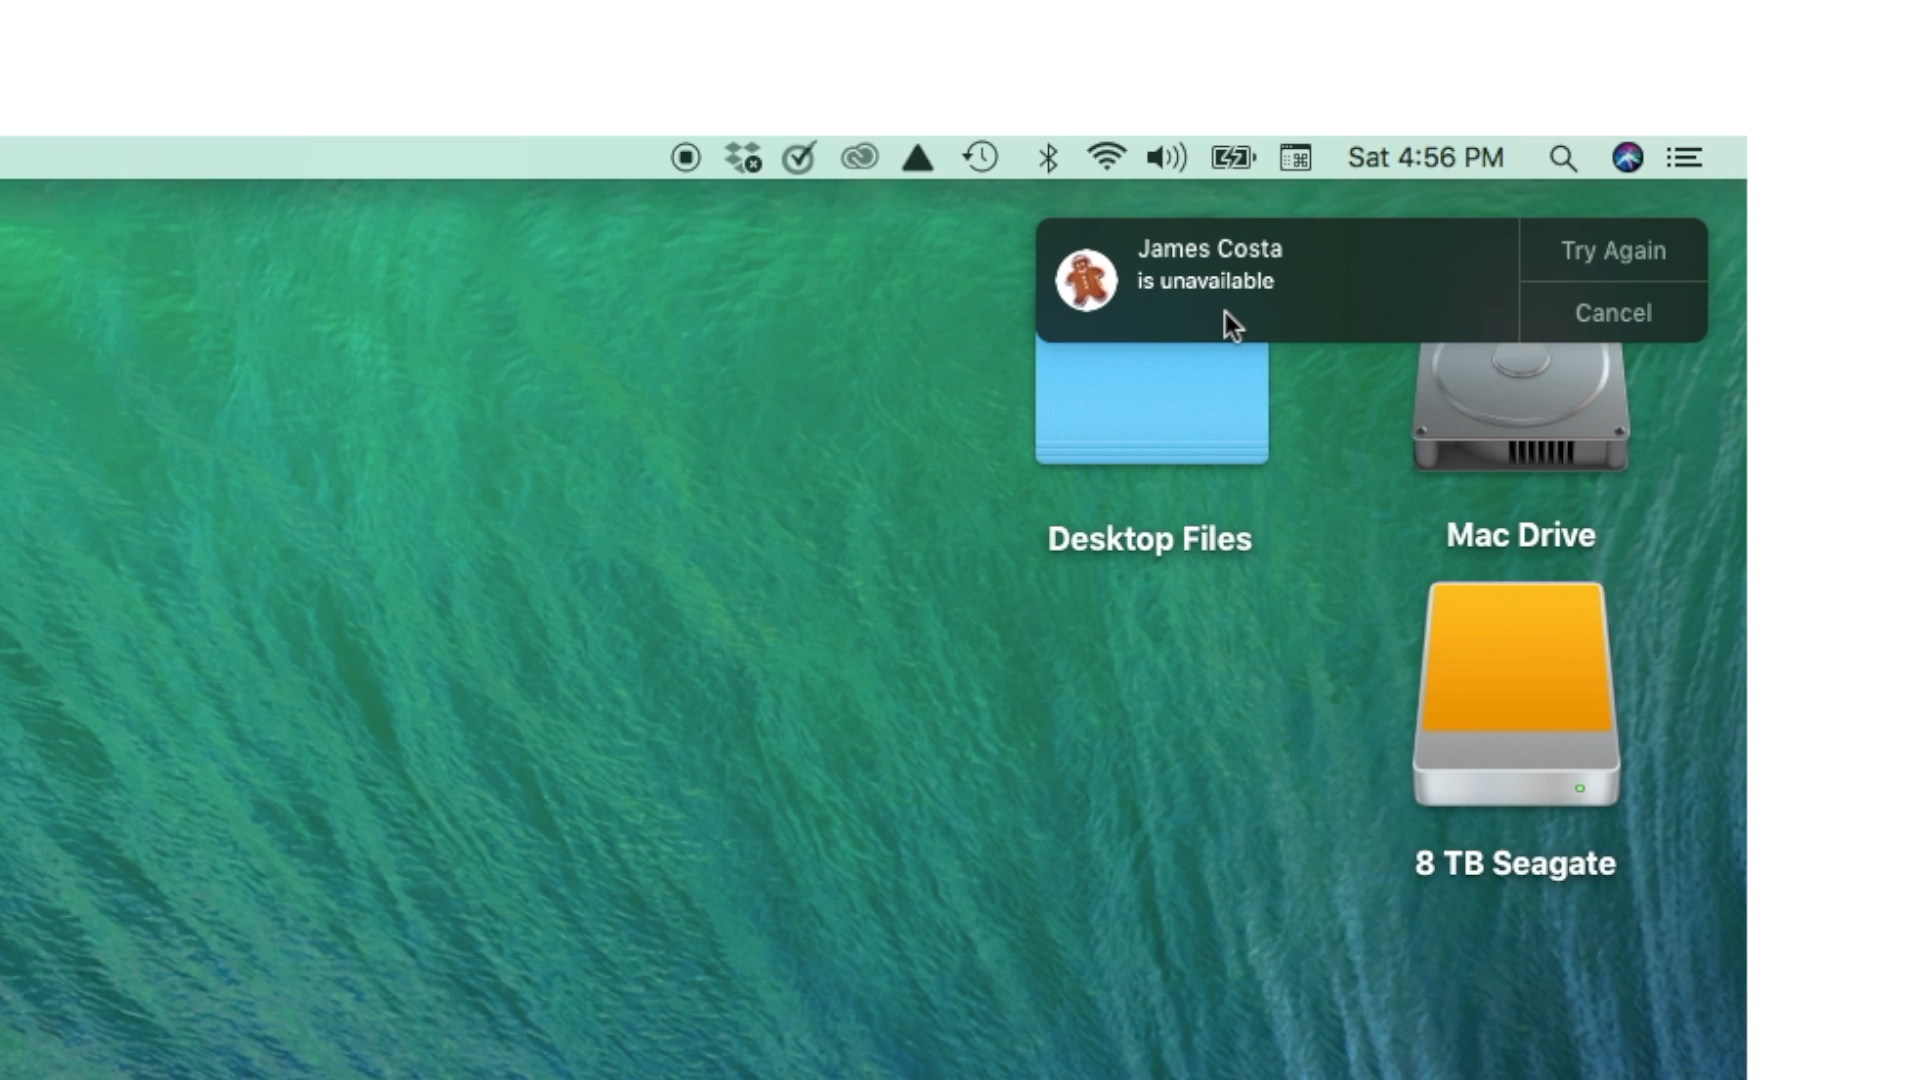 Sat 4:56 PM
James Costa
is unavailable
Try Again
Cancel
Desktop Files
Mac Drive
8 TB Seagate